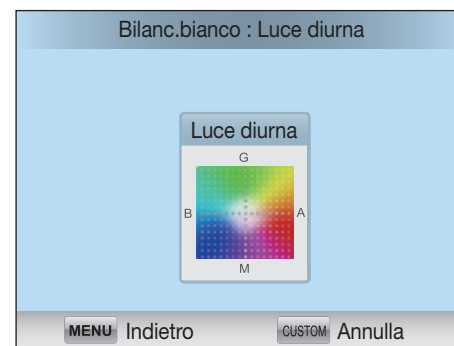 Bilanc.bianco : Luce diurna
Luce diurna
G
B A
M
MENU Indietro CUSTOM Annulla